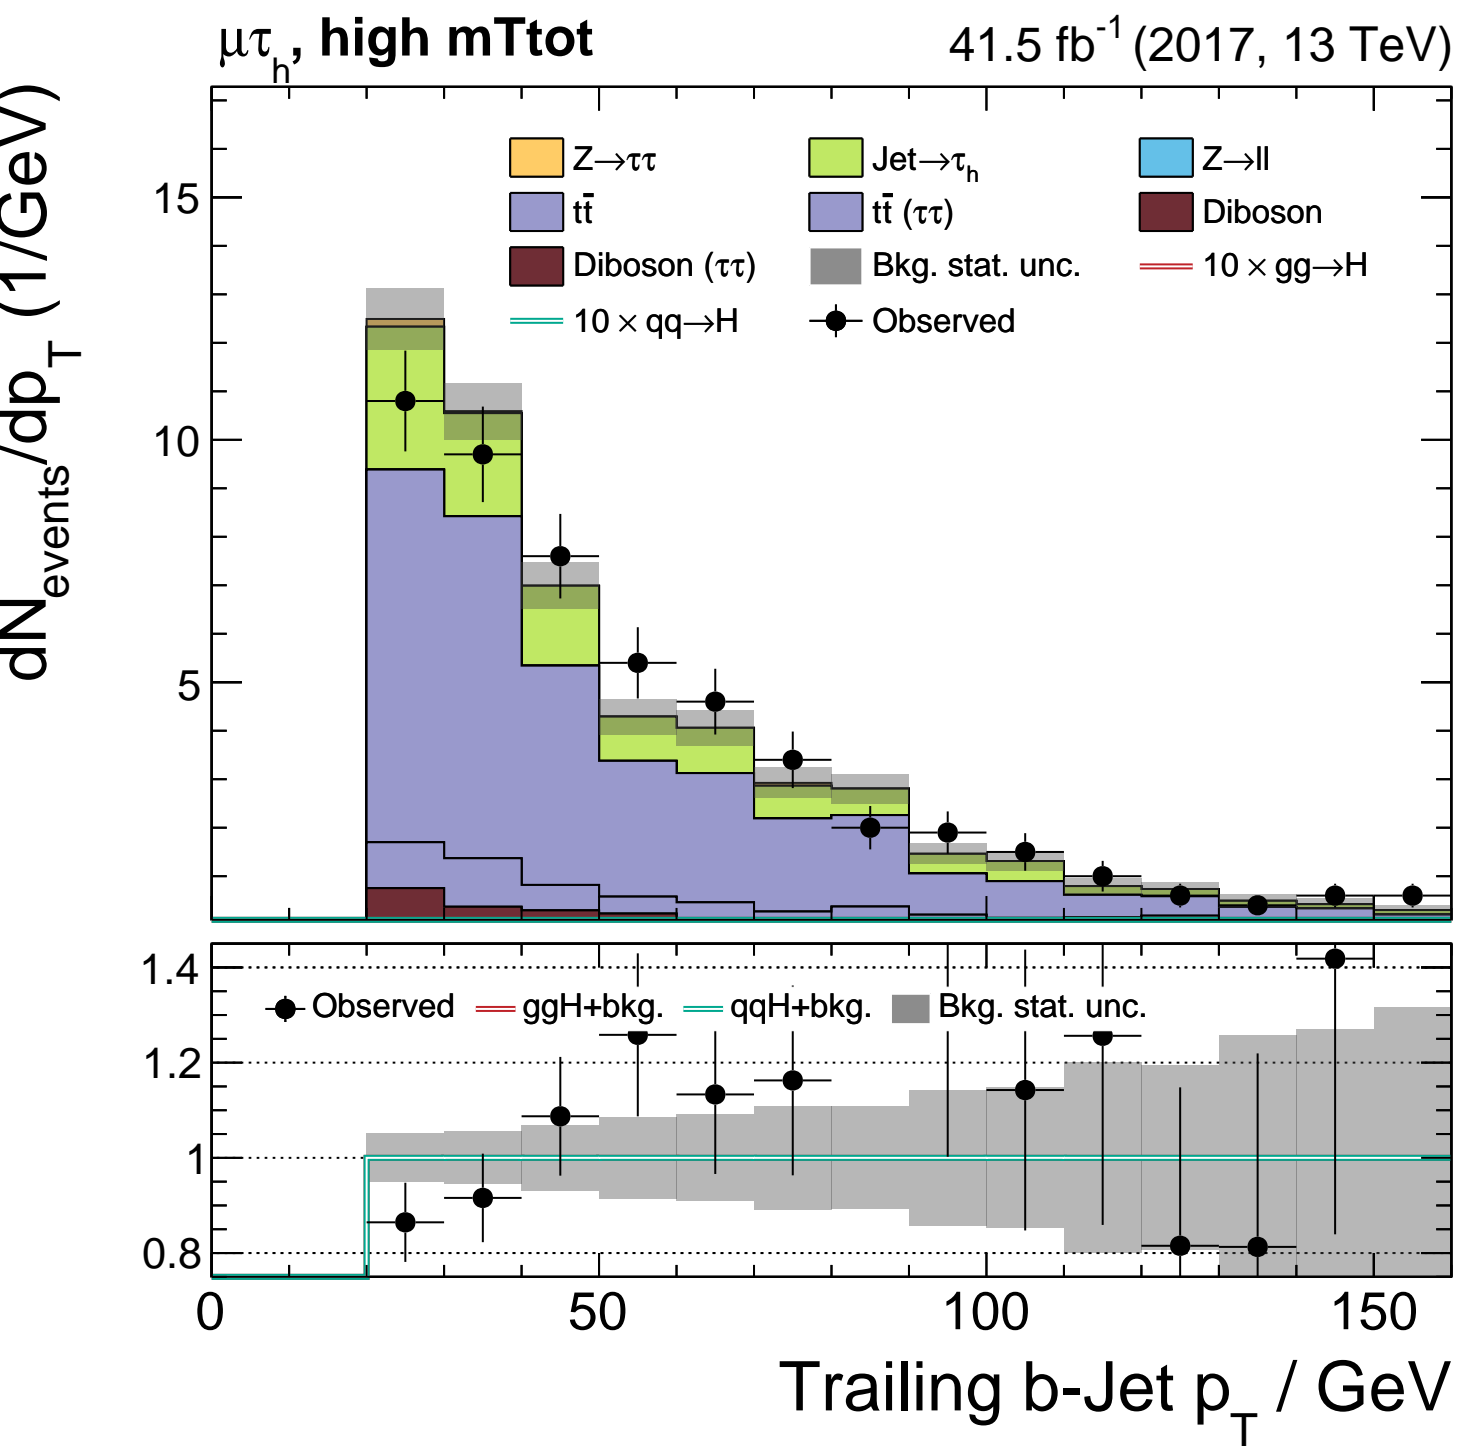 μτh, high mTtot 41.5 fb-1 (2017, 13 TeV)
dNevents/dpT (1/GeV)
Z→ττ Jet→τh Z→ll
tt̄ tt̄ (ττ) Diboson
Diboson (ττ) Bkg. stat. unc. 10 × gg→H
10 × qq→H Observed
15
10
5
1.4
Observed ggH+bkg. qqH+bkg. Bkg. stat. unc.
1.2
1
0.8
0 50 100 150
Trailing b-Jet pT / GeV